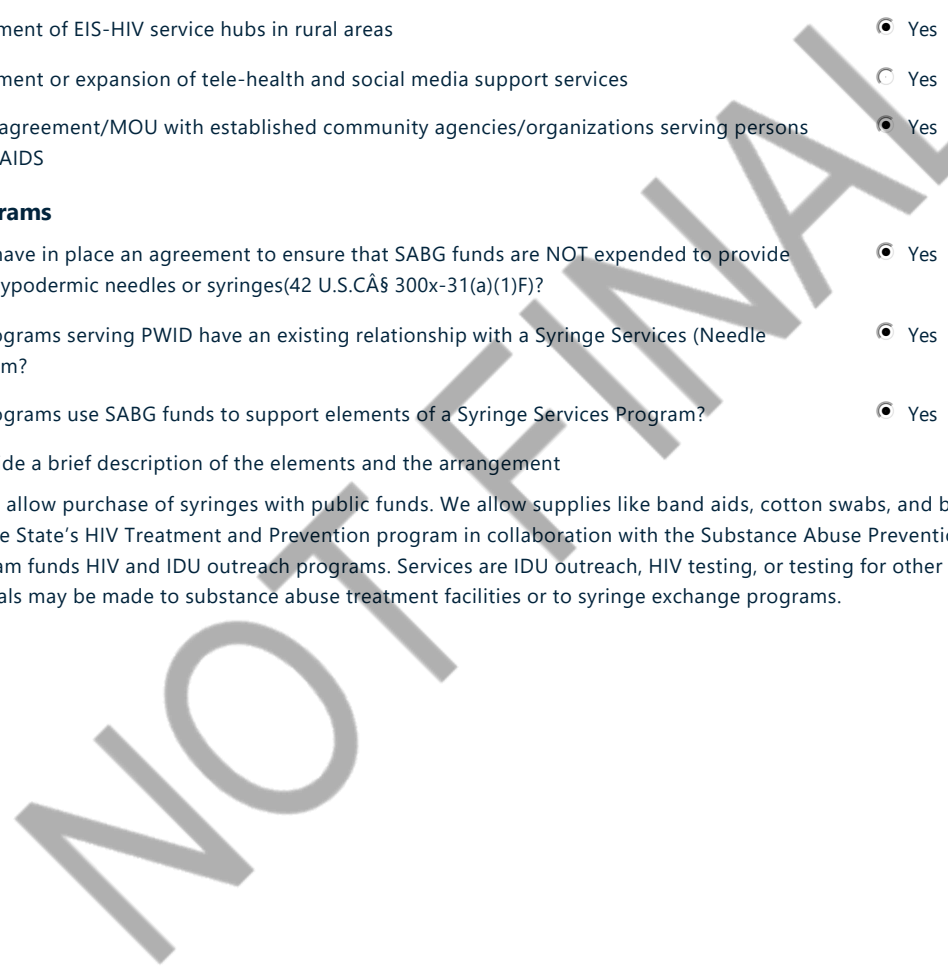 ment of EIS-HIV service hubs in rural areas Yes
ment or expansion of tele-health and social media support services Yes
agreement/MOU with established community agencies/organizations serving persons Yes
AIDS
rams
have in place an agreement to ensure that SABG funds are NOT expended to provide Yes
ypodermic needles or syringes(42 U.S.CÂ§ 300x-31(a)(1)F)?
ograms serving PWID have an existing relationship with a Syringe Services (Needle Yes
m?
ograms use SABG funds to support elements of a Syringe Services Program? Yes
de a brief description of the elements and the arrangement
allow purchase of syringes with public funds. We allow supplies like band aids, cotton swabs, and b
e State's HIV Treatment and Prevention program in collaboration with the Substance Abuse Preventio
am funds HIV and IDU outreach programs. Services are IDU outreach, HIV testing, or testing for other
als may be made to substance abuse treatment facilities or to syringe exchange programs.
NOT FINAL